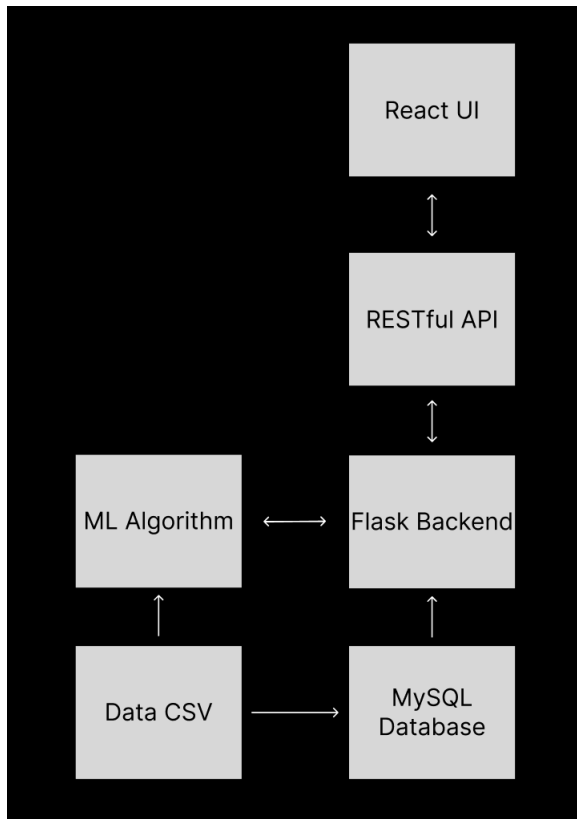 React UI
RESTful API
ML Algorithm
Flask Backend
Data CSV
MySQL
Database